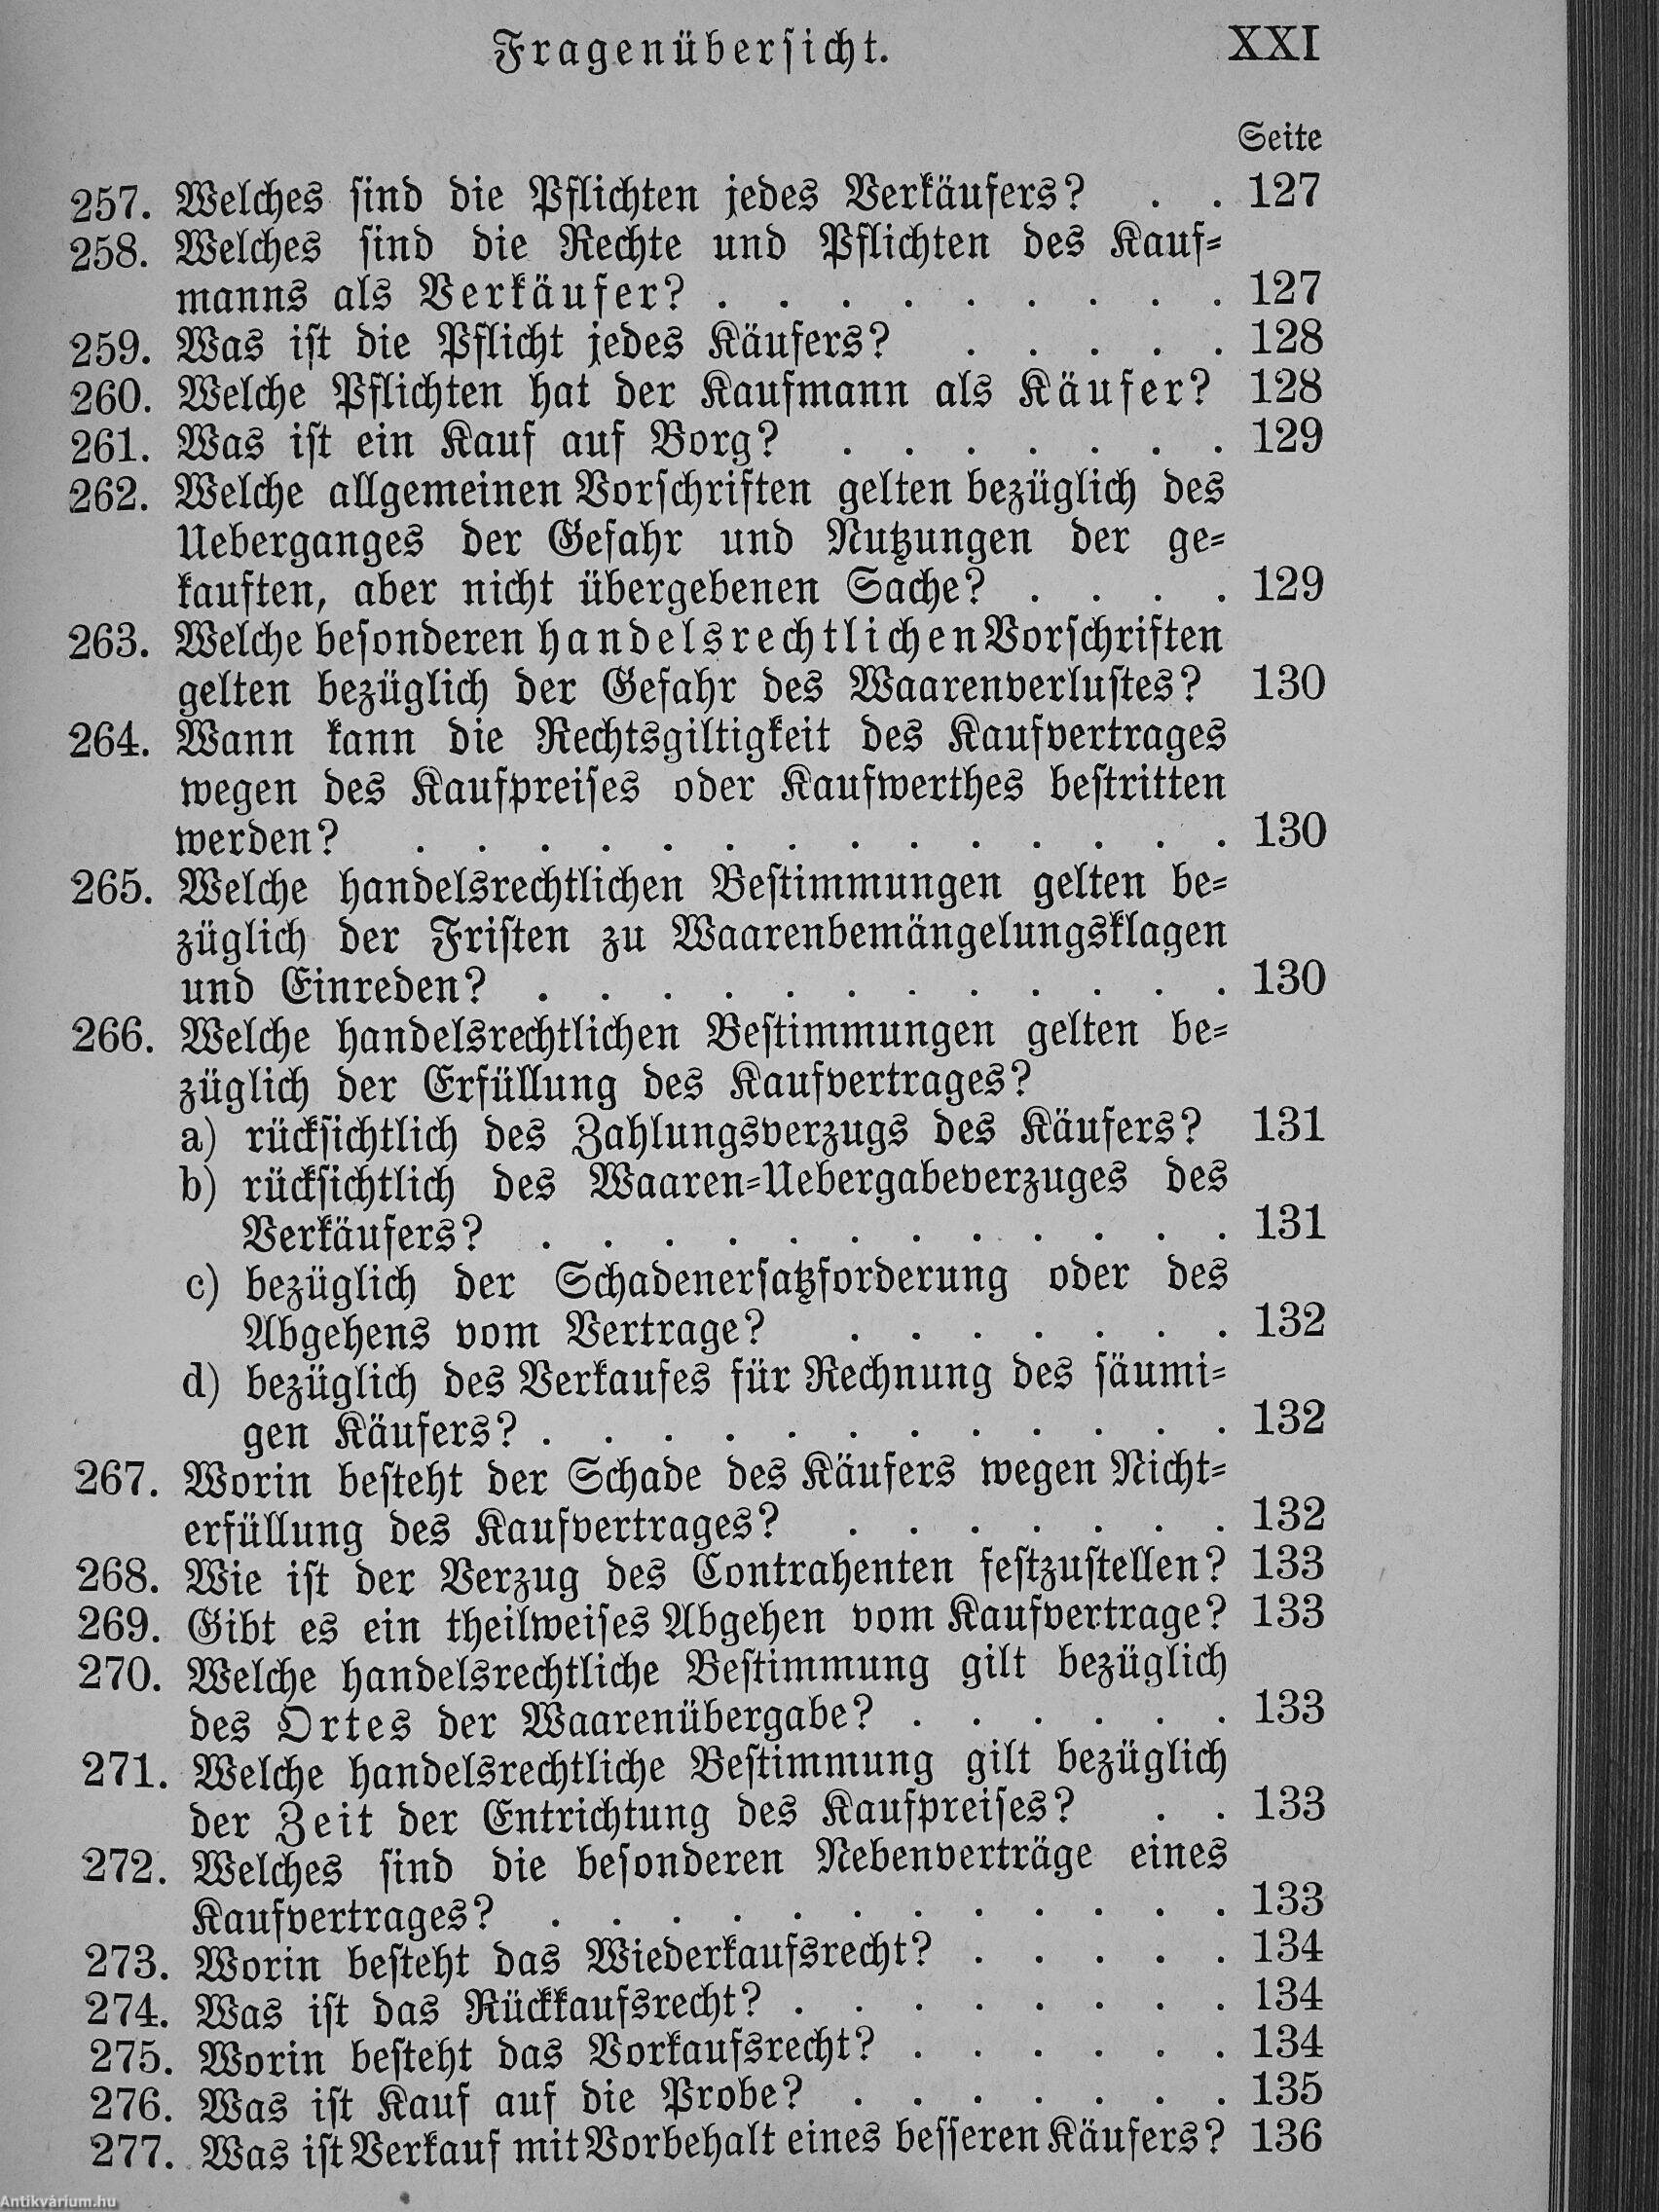 Fragenübersicht. XXI
Seite
257. Welches sind die Pflichten jedes Verkäufers? . . 127
258. Welches sind die Rechte und Pflichten des Kauf-
manns als Verkäufer? . . . . . . . . . 127
259. Was ist die Pflicht jedes Käufers? . . . . . 128
260. Welche Pflichten hat der Kaufmann als Käufer? 128
261. Was ist ein Kauf auf Borg? . . . . . . . 129
262. Welche allgemeinen Vorschriften gelten bezüglich des
Ueberganges der Gefahr und Nutzungen der ge-
kauften, aber nicht übergebenen Sache? . . . . 129
263. Welche besonderen handelsrechtlichen Vorschriften
gelten bezüglich der Gefahr des Waarenverlustes? 130
264. Wann kann die Rechtsgiltigkeit des Kaufvertrages
wegen des Kaufpreises oder Kaufwerthes bestritten
werden? . . . . . . . . . . . . . . 130
265. Welche handelsrechtlichen Bestimmungen gelten be-
züglich der Fristen zu Waarenbemängelungsklagen
und Einreden? . . . . . . . . . . . . 130
266. Welche handelsrechtlichen Bestimmungen gelten be-
züglich der Erfüllung des Kaufvertrages?
a) rücksichtlich des Zahlungsverzugs des Käufers? 131
b) rücksichtlich des Waaren-Uebergabeverzuges des
Verkäufers? . . . . . . . . . . . . 131
c) bezüglich der Schadenersatzforderung oder des
Abgehens vom Vertrage? . . . . . . . 132
d) bezüglich des Verkaufes für Rechnung des säumi-
gen Käufers? . . . . . . . . . . . . 132
267. Worin besteht der Schade des Käufers wegen Nicht-
erfüllung des Kaufvertrages? . . . . . . . 132
268. Wie ist der Verzug des Contrahenten festzustellen? 133
269. Gibt es ein theilweises Abgehen vom Kaufvertrage? 133
270. Welche handelsrechtliche Bestimmung gilt bezüglich
des Ortes der Waarenübergabe? . . . . . . 133
271. Welche handelsrechtliche Bestimmung gilt bezüglich
der Zeit der Entrichtung des Kaufpreises? . . 133
272. Welches sind die besonderen Nebenverträge eines
Kaufvertrages? . . . . . . . . . . . . 133
273. Worin besteht das Wiederkaufsrecht? . . . . . 134
274. Was ist das Rückkaufsrecht? . . . . . . . . 134
275. Worin besteht das Vorkaufsrecht? . . . . . . 134
276. Was ist Kauf auf die Probe? . . . . . . . 135
277. Was ist Verkauf mit Vorbehalt eines besseren Käufers? 136
Antikvárium.hu